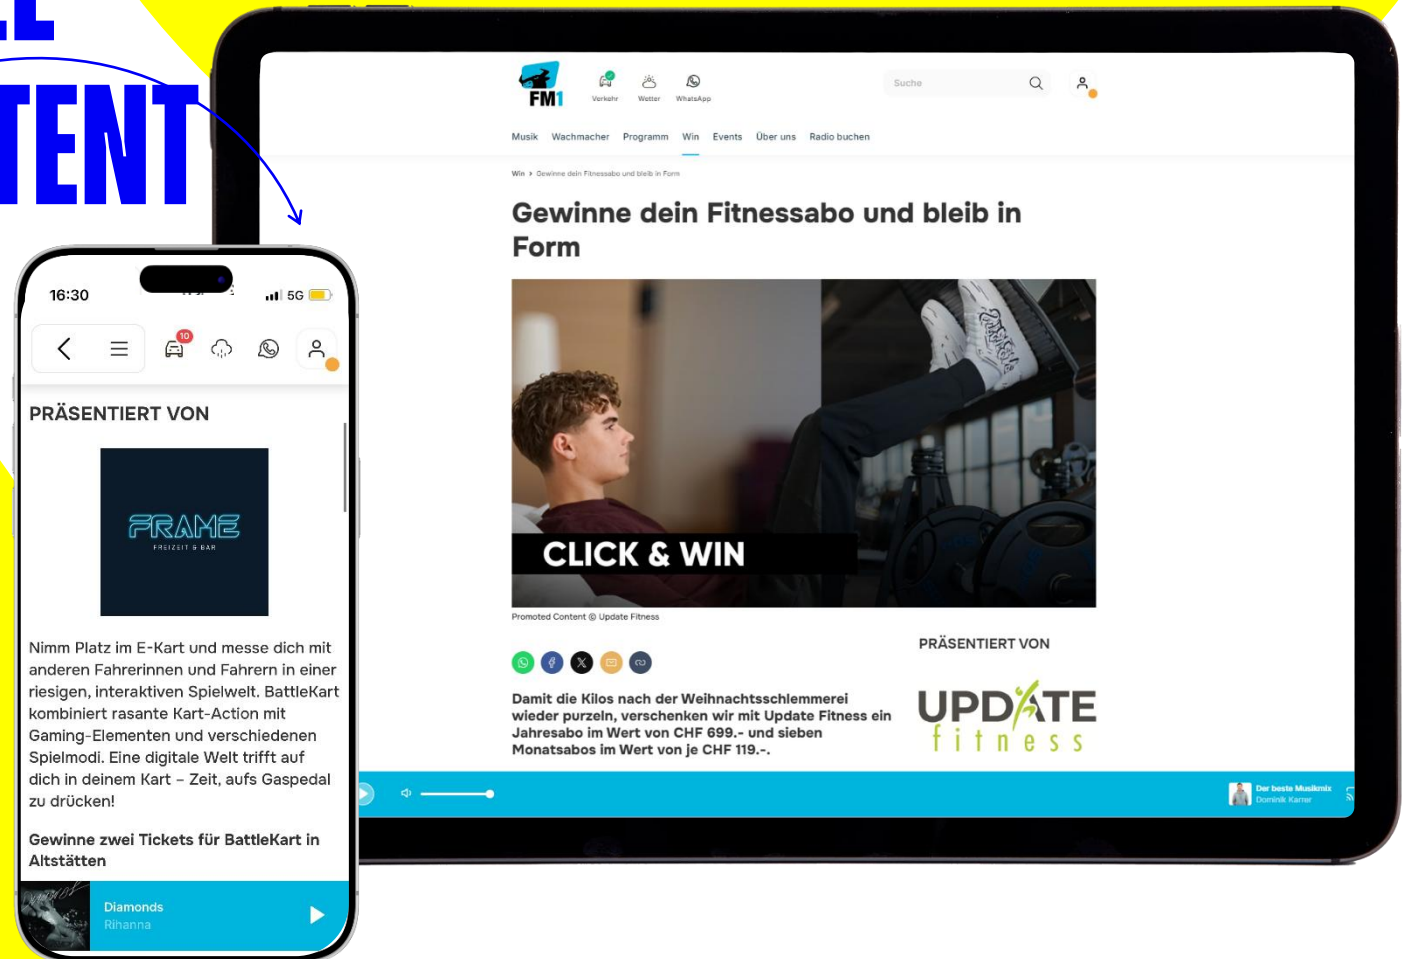 TENT
FM1
Verkehr
Wetter
WhatsApp
Suche
Musik Wachmacher Programm Win Events Über uns Radio buchen
Win > Gewinne dein Fitnessabo und bleib in Form
Gewinne dein Fitnessabo und bleib in
Form
CLICK & WIN
Promoted Content © Update Fitness
PRÄSENTIERT VON
UPDATE
fitness
Damit die Kilos nach der Weihnachtsschlemmerei
wieder purzeln, verschenken wir mit Update Fitness ein
Jahresabo im Wert von CHF 699.- und sieben
Monatsabos im Wert von je CHF 119.-.
Der beste Musikmix
Dominik Karrer
16:30
5G
10
PRÄSENTIERT VON
FRAME
FREIZEIT & BAR
Nimm Platz im E-Kart und messe dich mit
anderen Fahrerinnen und Fahrern in einer
riesigen, interaktiven Spielwelt. BattleKart
kombiniert rasante Kart-Action mit
Gaming-Elementen und verschiedenen
Spielmodi. Eine digitale Welt trifft auf
dich in deinem Kart – Zeit, aufs Gaspedal
zu drücken!
Gewinne zwei Tickets für BattleKart in
Altstätten
Diamonds
Rihanna